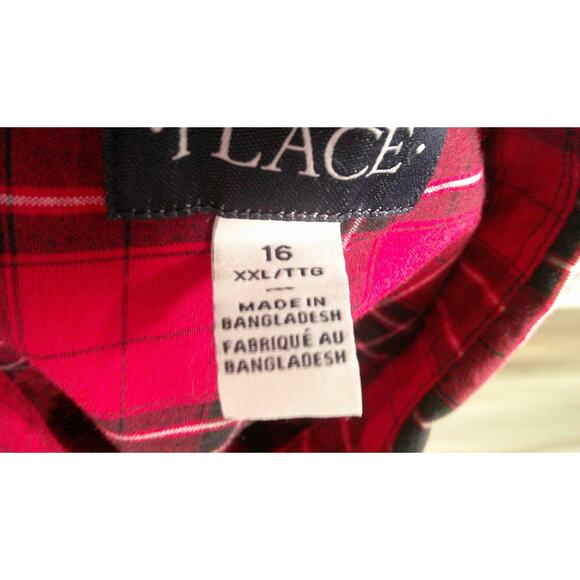 ·PLACE·
16
XXL/TTG
MADE IN
BANGLADESH
FABRIQUÉ AU
BANGLADESH